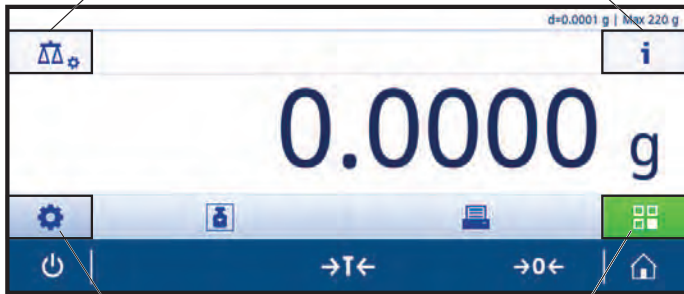 d=0.0001 g | Max 220 g
i
0.0000 g
→T← →0←